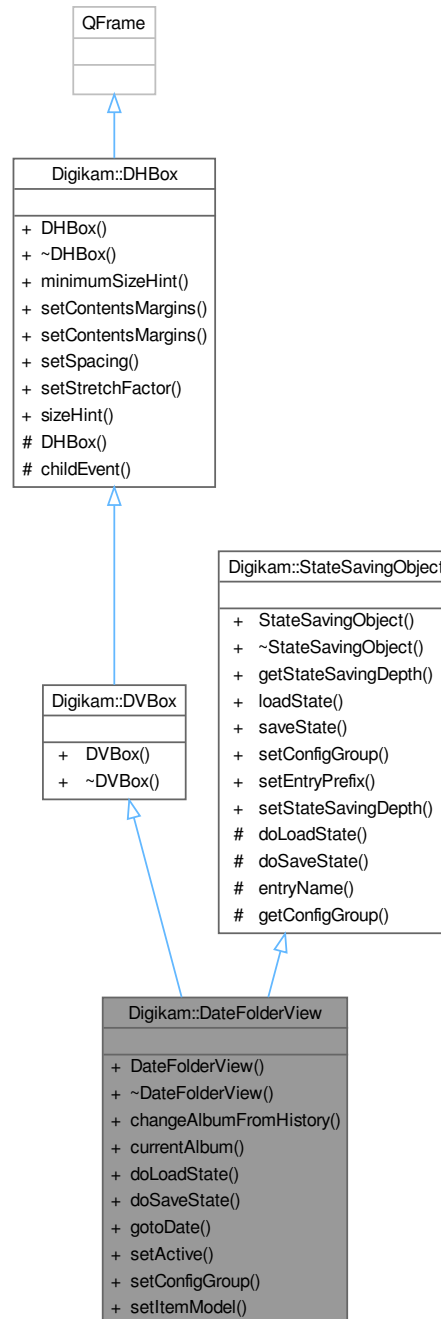 QFrame
Digikam::DHBox
+ DHBox()
+ ~DHBox()
+ minimumSizeHint()
+ setContentsMargins()
+ setContentsMargins()
+ setSpacing()
+ setStretchFactor()
+ sizeHint()
# DHBox()
# childEvent()
Digikam::StateSavingObject
+ StateSavingObject()
+ ~StateSavingObject()
+ getStateSavingDepth()
+ loadState()
+ saveState()
+ setConfigGroup()
+ setEntryPrefix()
+ setStateSavingDepth()
# doLoadState()
# doSaveState()
# entryName()
# getConfigGroup()
Digikam::DVBox
+ DVBox()
+ ~DVBox()
Digikam::DateFolderView
+ DateFolderView()
+ ~DateFolderView()
+ changeAlbumFromHistory()
+ currentAlbum()
+ doLoadState()
+ doSaveState()
+ gotoDate()
+ setActive()
+ setConfigGroup()
+ setItemModel()